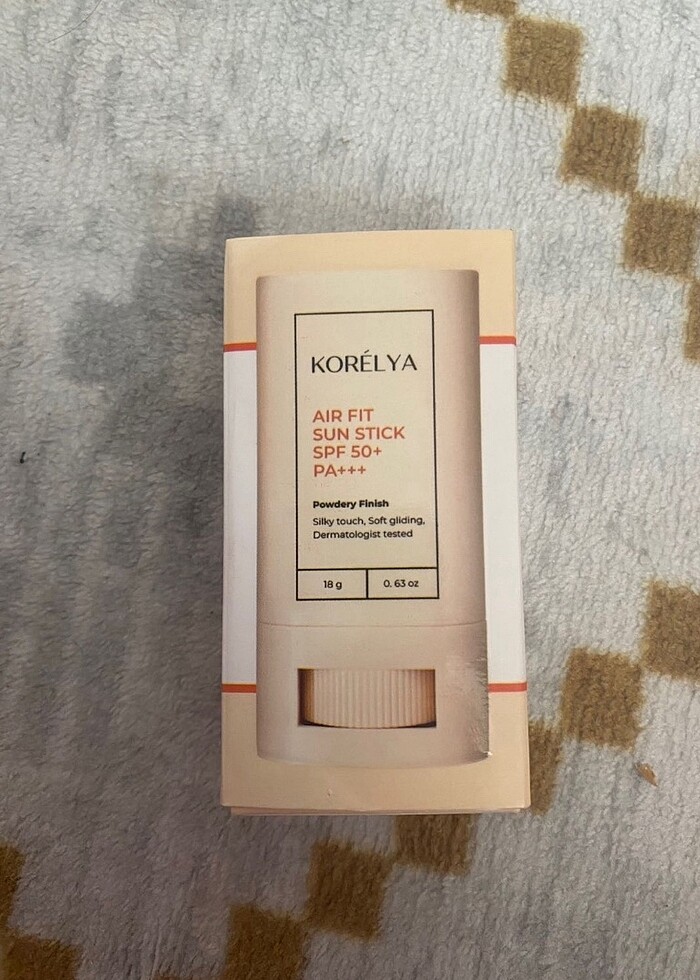 KORÉLYA
AIR FIT
SUN STICK
SPF 50+
PA+++
Powdery Finish
Silky touch, Soft gliding,
Dermatologist tested
18 g
0. 63 oz